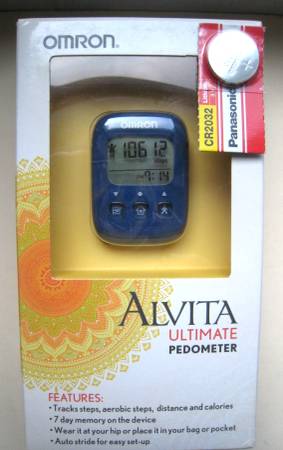 OMRON®
CR2032
Panasonic
OMRON
10612
Steps
9:14
ALVITA
ULTIMATE
PEDOMETER
FEATURES:
• Tracks steps, aerobic steps, distance and calories
• 7 day memory on the device
• Wear it at your hip or place it in your bag or pocket
• Auto stride for easy set-up